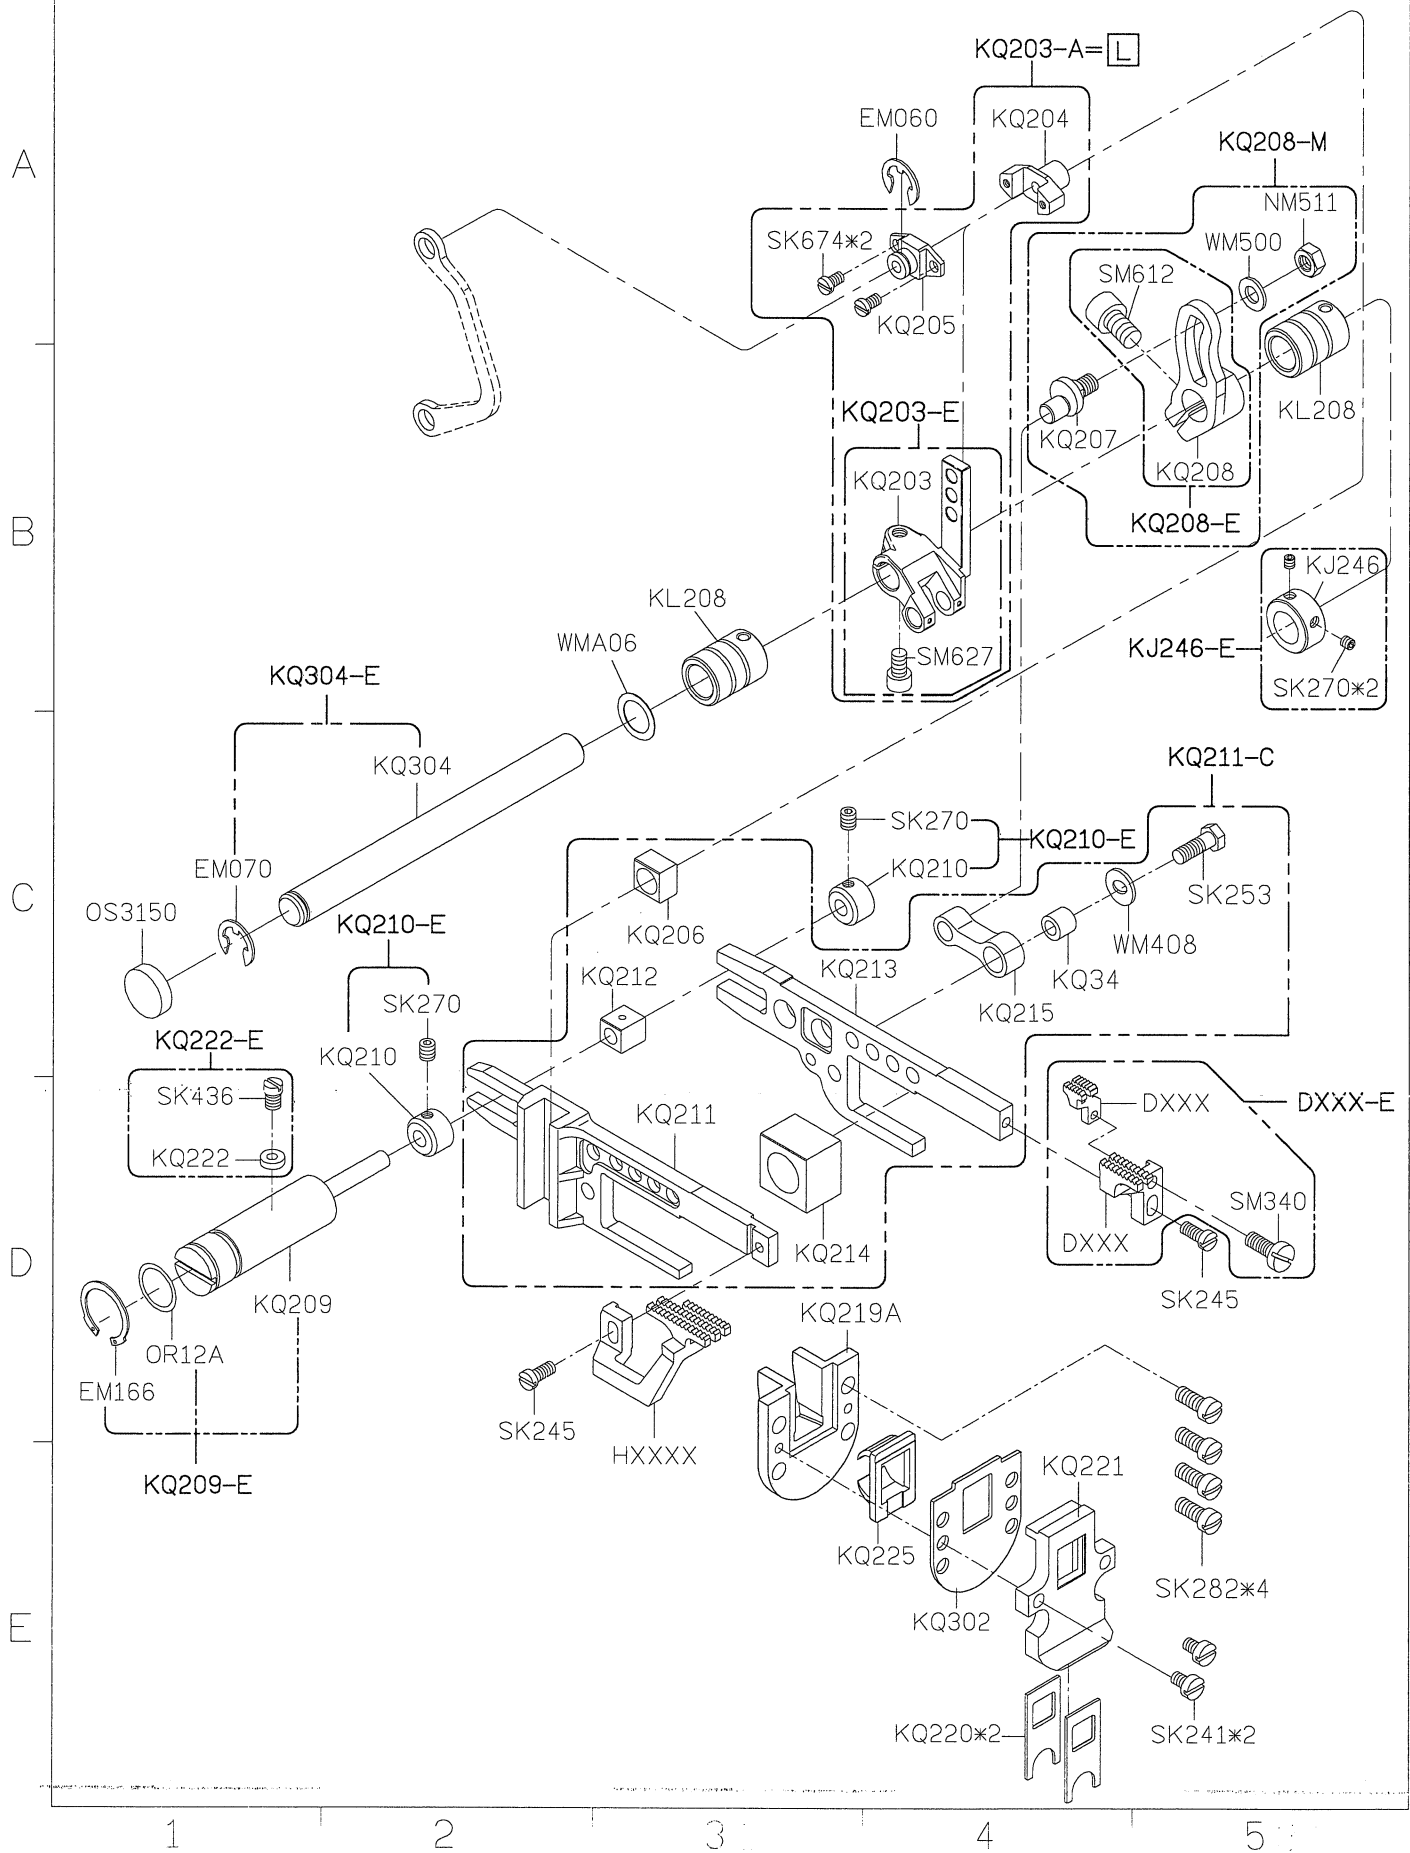 KQ203-A= L
EM060
KQ204
A
KQ208-M
NM511
SK674*2
WM500
SM612
KQ205
KQ203-E
KQ207
KL208
KQ208
KQ203
KQ208-E
B
KJ246
KL208
WMA06
SM627
KJ246-E
KQ304-E
SK270*2
KQ304
KQ211-C
SK270
KQ210-E
EM070
KQ210
SK253
C
OS3150
KQ210-E
KQ206
WM408
KQ213
KQ212
KQ34
SK270
KQ215
KQ222-E
KQ210
SK436
DXXX
DXXX-E
KQ211
KQ222
SM340
DXXX
KQ214
D
SK245
KQ209
KQ219A
OR12A
EM166
SK245
HXXXX
KQ221
KQ209-E
KQ225
SK282*4
KQ302
E
KQ220*2
SK241*2
1
2
3
4
5